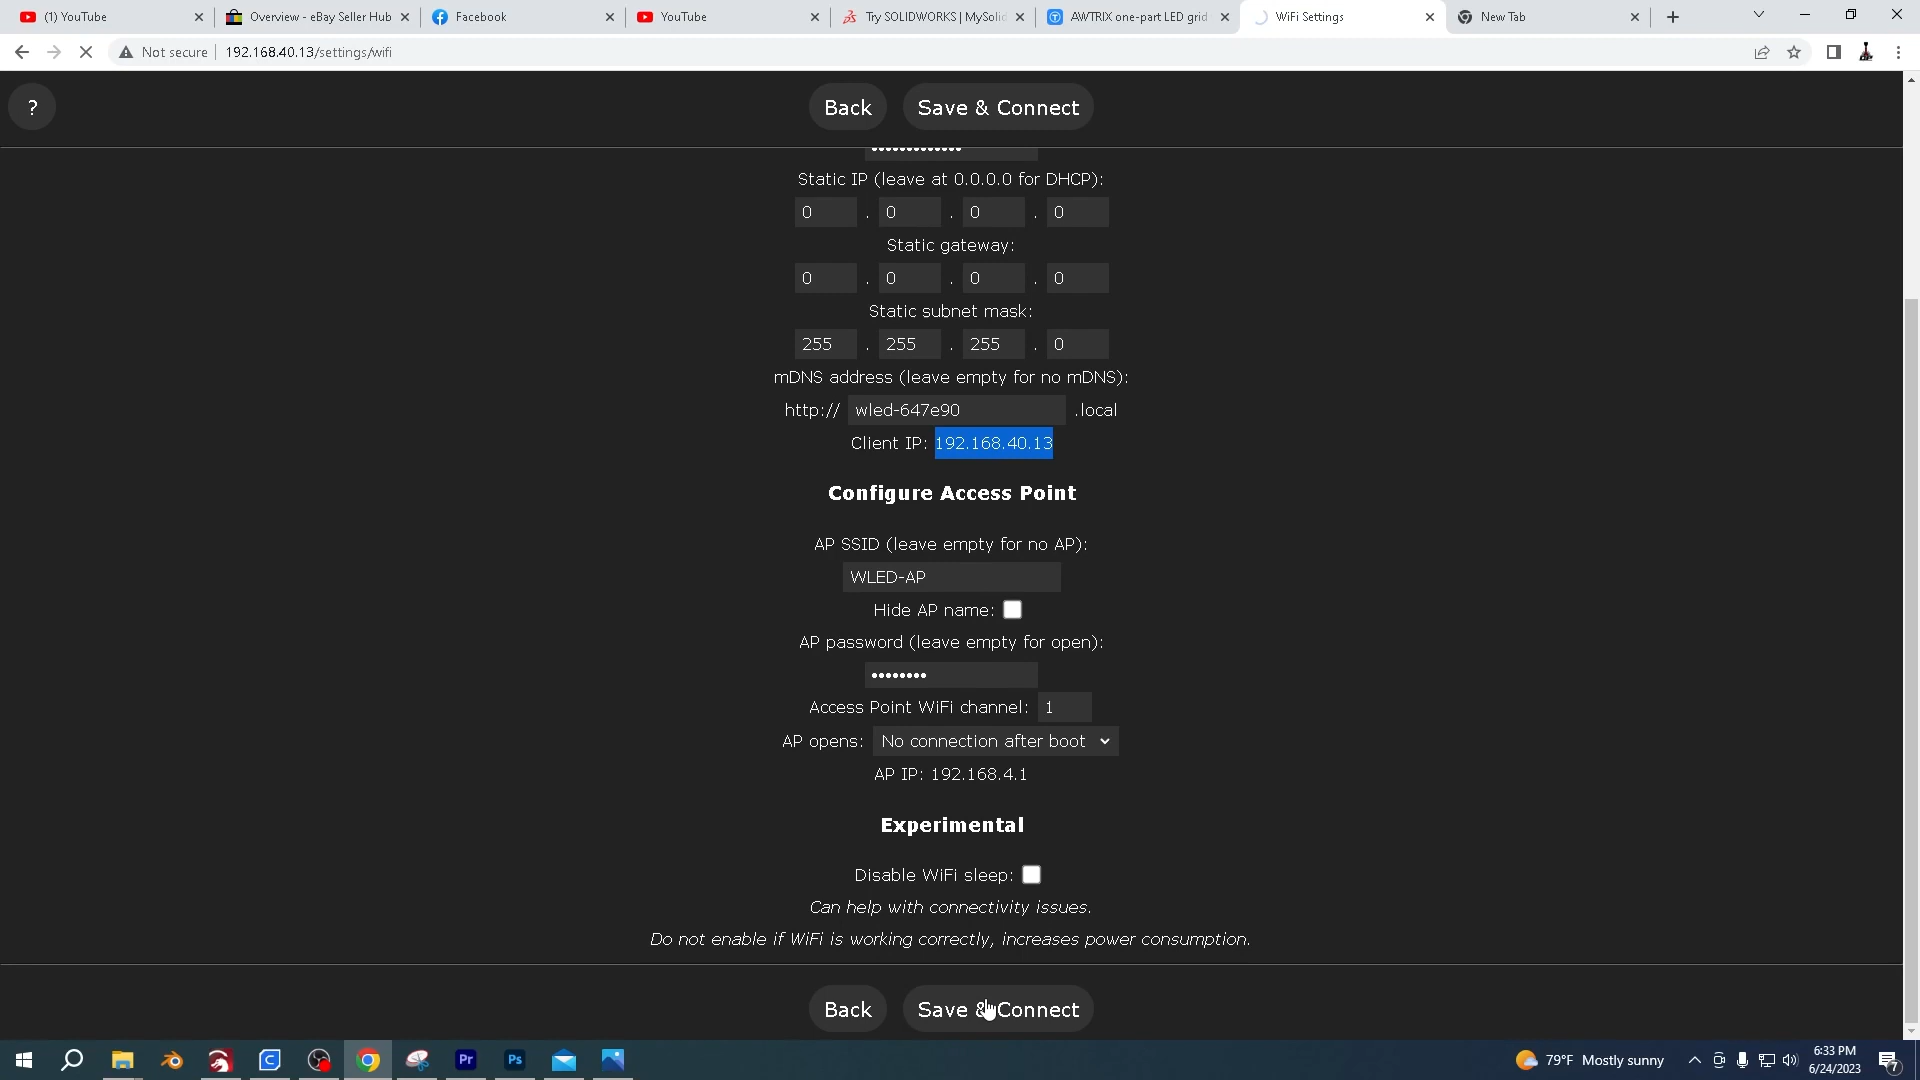 (1) YouTube
Overview - eBay Seller Hub
Facebook
YouTube
Try SOLIDWORKS | MySolid
AWTRIX one-part LED grid
WiFi Settings
New Tab
Not secure
192.168.40.13/settings/wifi
?
Back
Save & Connect
•••••••••••••
Static IP (leave at 0.0.0.0 for DHCP):
0 . 0 . 0 . 0
Static gateway:
0 . 0 . 0 . 0
Static subnet mask:
255 . 255 . 255 . 0
mDNS address (leave empty for no mDNS):
http:// wled-647e90 .local
Client IP: 192.168.40.13
Configure Access Point
AP SSID (leave empty for no AP):
WLED-AP
Hide AP name:
AP password (leave empty for open):
••••••••
Access Point WiFi channel: 1
AP opens: No connection after boot
AP IP: 192.168.4.1
Experimental
Disable WiFi sleep:
Can help with connectivity issues.
Do not enable if WiFi is working correctly, increases power consumption.
Back
Save & Connect
Pr
Ps
79°F Mostly sunny
6:33 PM
6/24/2023
7